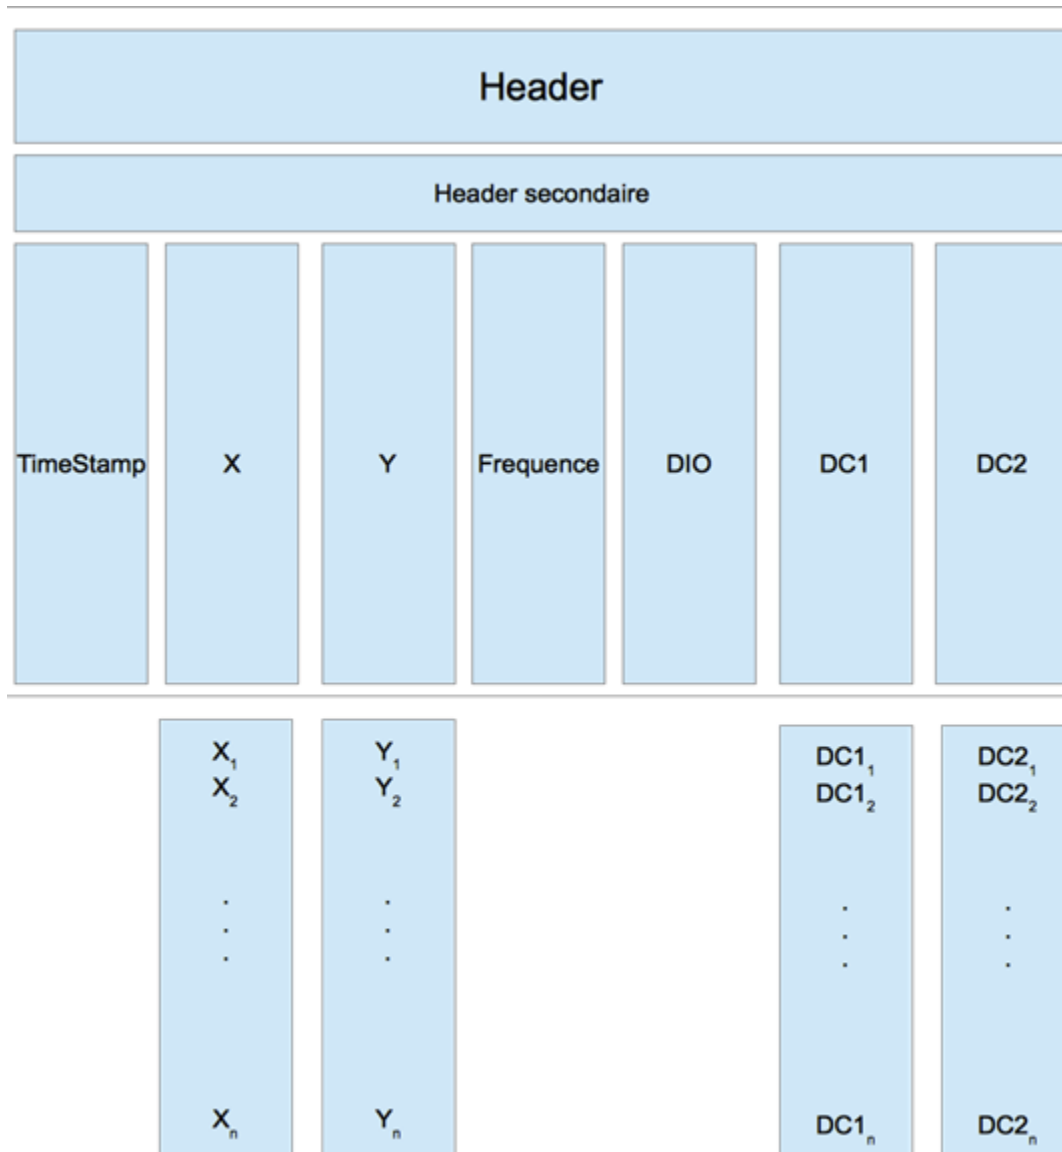 Header
Header secondaire
TimeStamp X Y Frequence DIO DC1 DC2
X₁ Y₁ DC1₁ DC2₁
X₂ Y₂ DC1₂ DC2₂
. . . .
. . . .
. . . .
Xₙ Yₙ DC1ₙ DC2ₙ